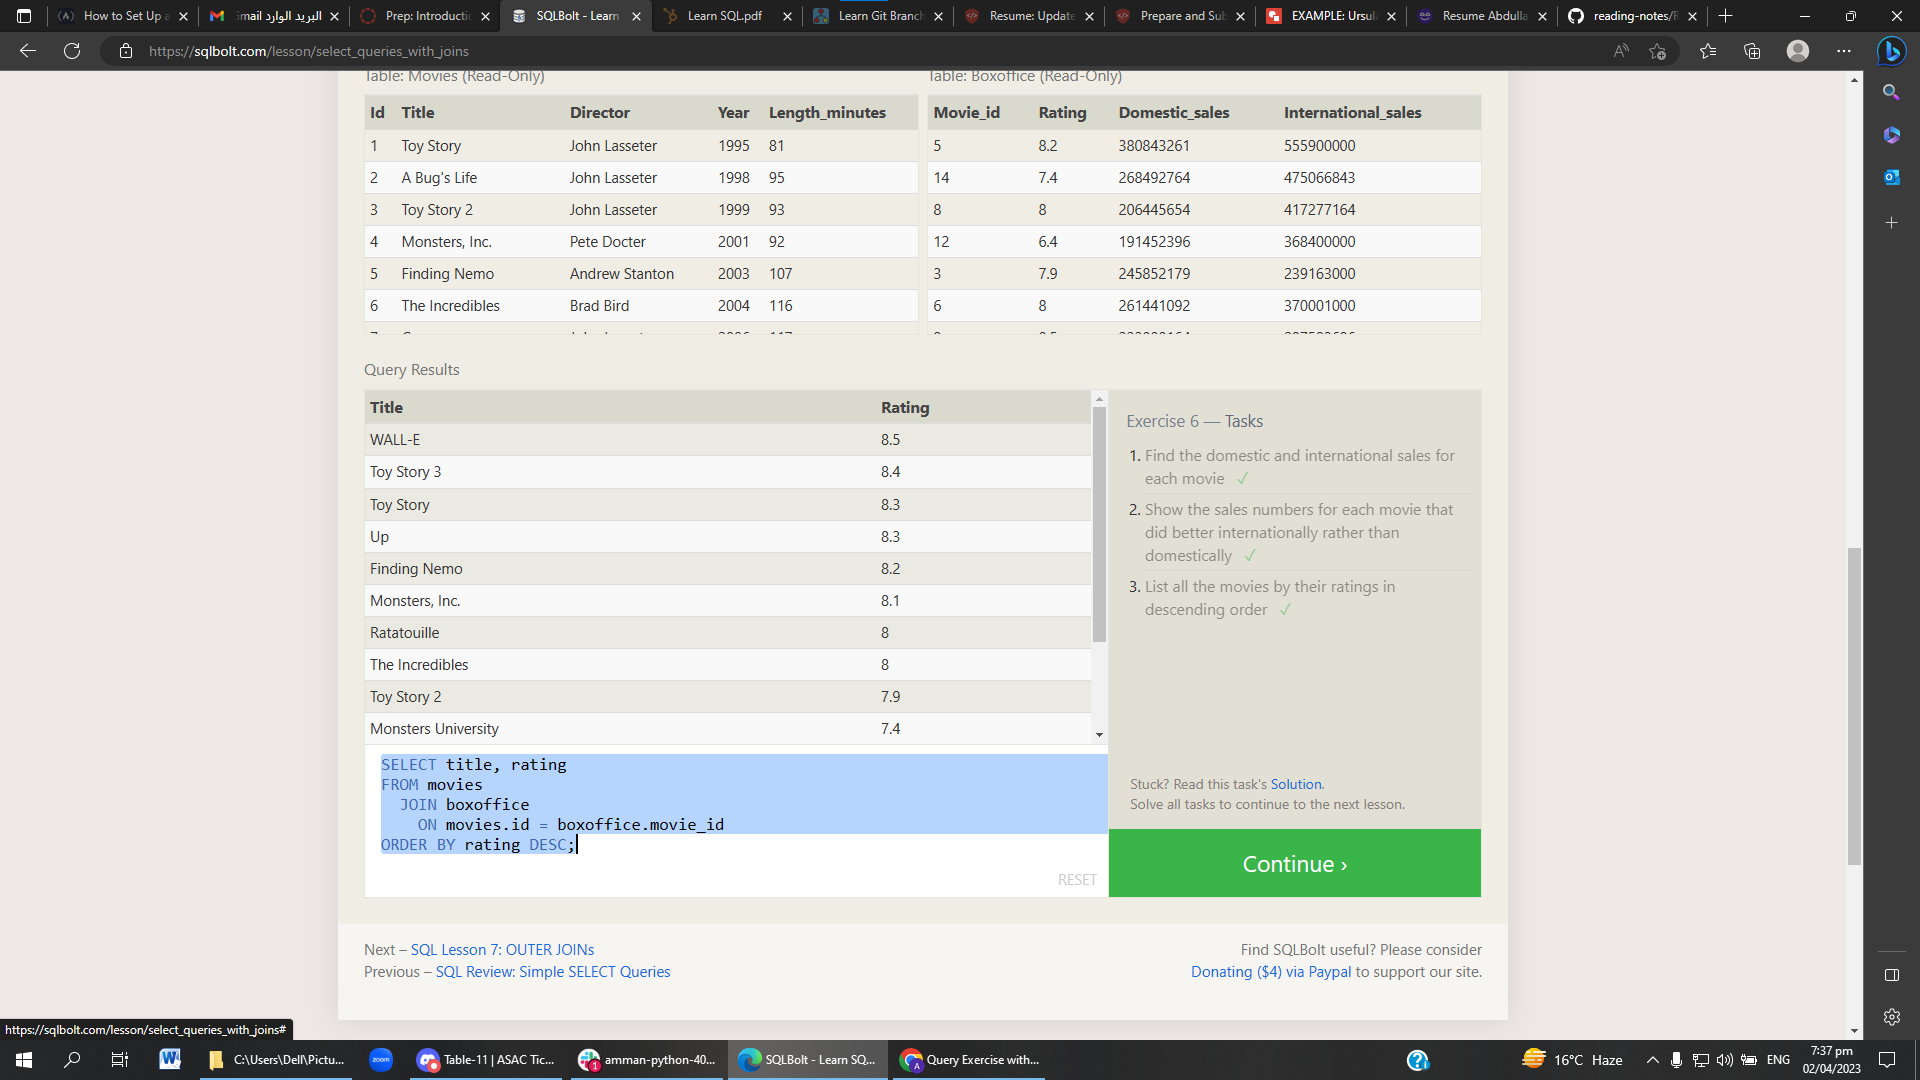 How to Set Up a
البريد الوارد Gmail
Prep: Introductic
SQLBolt - Learn
Learn SQL.pdf
Learn Git Branch
Resume: Update
Prepare and Sub
EXAMPLE: Ursula
Resume Abdulla
reading-notes/R
https://sqlbolt.com/lesson/select_queries_with_joins
Table: Movies (Read-Only)
Table: Boxoffice (Read-Only)
Id Title Director Year Length_minutes
Movie_id Rating Domestic_sales International_sales
1 Toy Story John Lasseter 1995 81
5 8.2 380843261 555900000
2 A Bug's Life John Lasseter 1998 95
14 7.4 268492764 475066843
3 Toy Story 2 John Lasseter 1999 93
8 8 206445654 417277164
4 Monsters, Inc. Pete Docter 2001 92
12 6.4 191452396 368400000
5 Finding Nemo Andrew Stanton 2003 107
3 7.9 245852179 239163000
6 The Incredibles Brad Bird 2004 116
6 8 261441092 370001000
Query Results
Title Rating
WALL-E 8.5
Toy Story 3 8.4
Toy Story 8.3
Up 8.3
Finding Nemo 8.2
Monsters, Inc. 8.1
Ratatouille 8
The Incredibles 8
Toy Story 2 7.9
Monsters University 7.4
Exercise 6 — Tasks
1. Find the domestic and international sales for
each movie ✓
2. Show the sales numbers for each movie that
did better internationally rather than
domestically ✓
3. List all the movies by their ratings in
descending order ✓
SELECT title, rating
FROM movies
JOIN boxoffice
ON movies.id = boxoffice.movie_id
ORDER BY rating DESC;
RESET
Stuck? Read this task's Solution.
Solve all tasks to continue to the next lesson.
Continue ›
Next – SQL Lesson 7: OUTER JOINs
Previous – SQL Review: Simple SELECT Queries
Find SQLBolt useful? Please consider
Donating ($4) via Paypal to support our site.
https://sqlbolt.com/lesson/select_queries_with_joins#
C:\Users\Dell\Pictu...
zoom
Table-11 | ASAC Tic...
1
amman-python-40...
SQLBolt - Learn SQ...
A
Query Exercise with...
16°C Haze
ENG
7:37 pm
02/04/2023